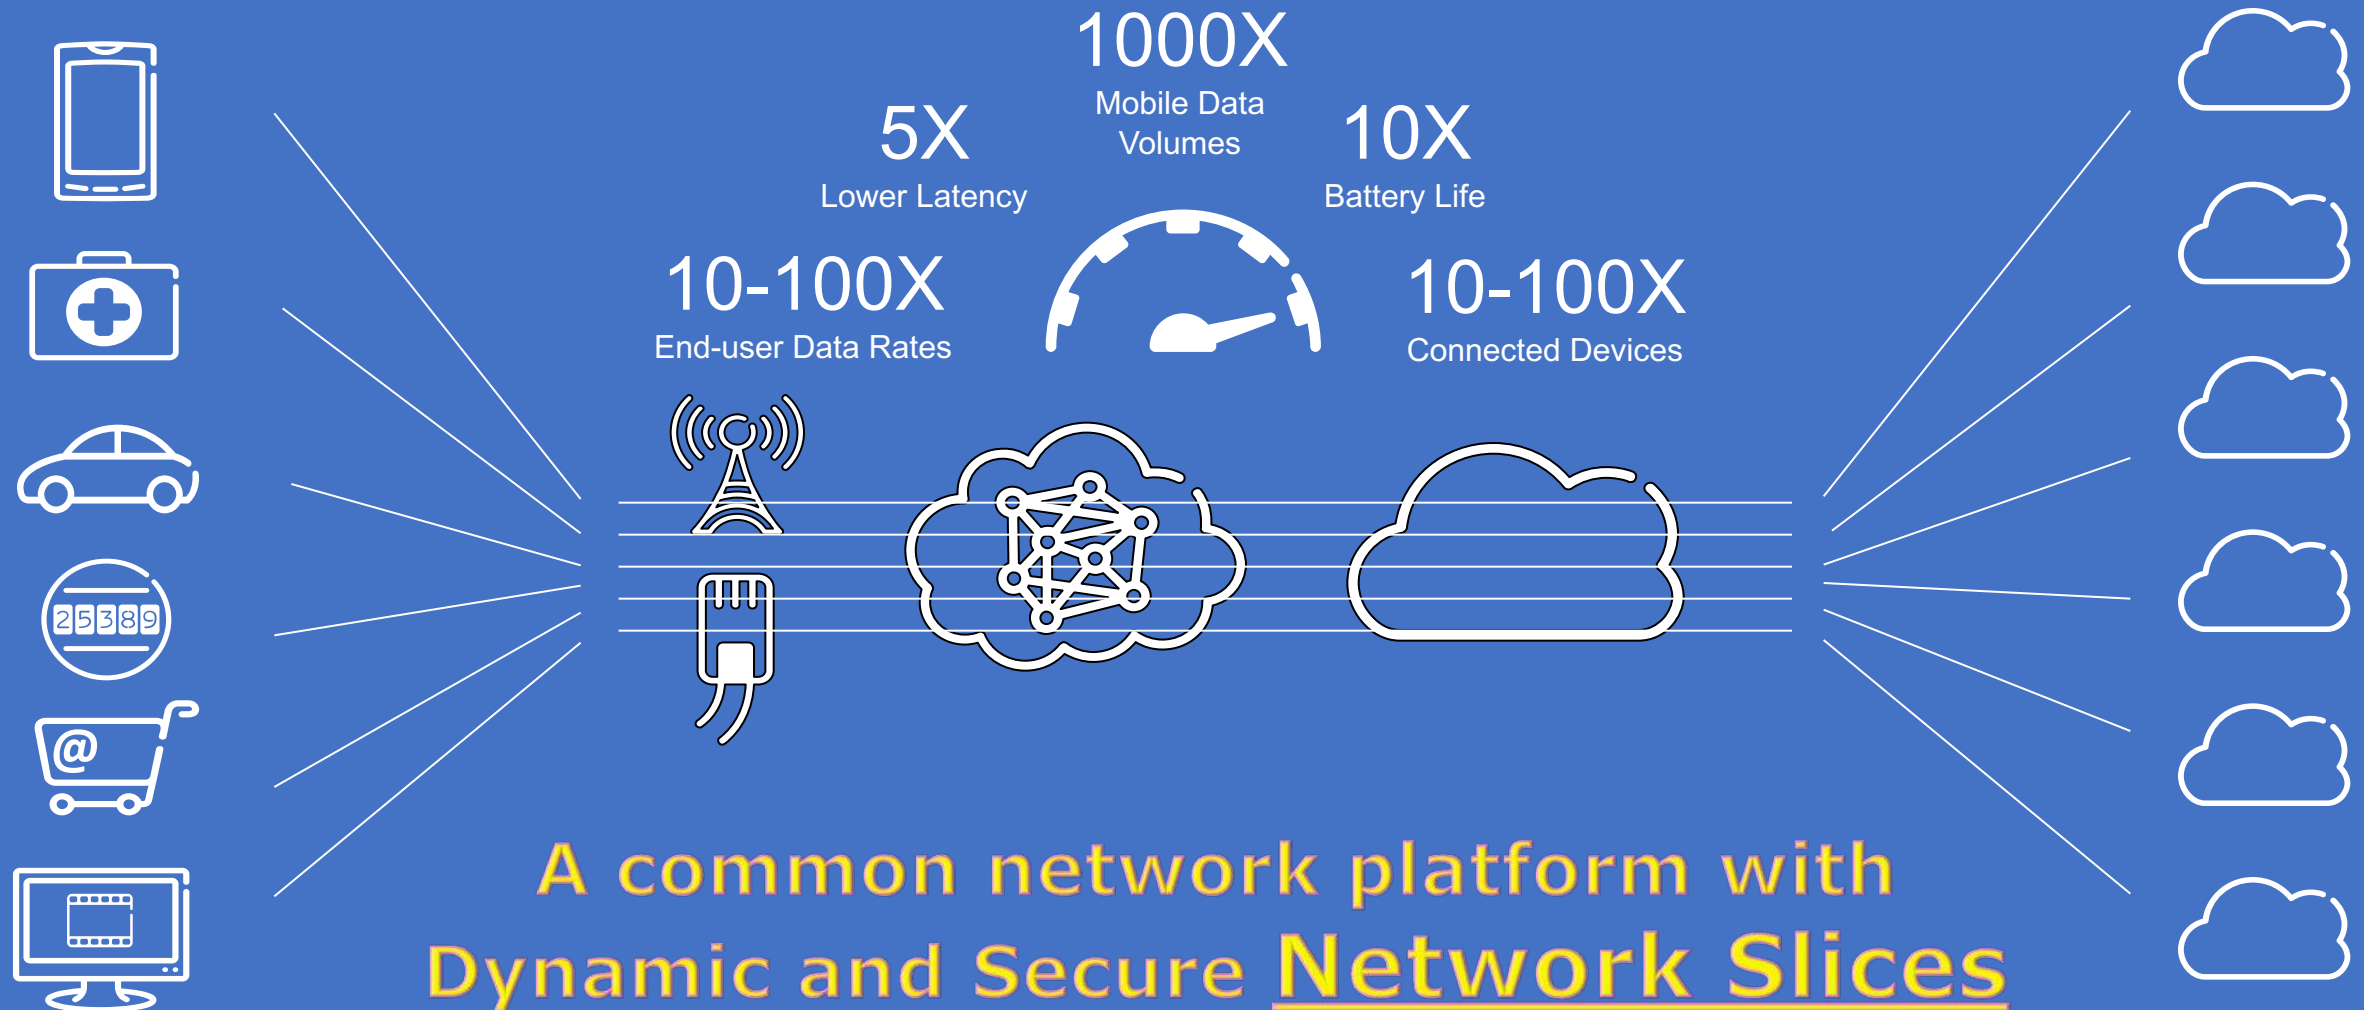 1000X
Mobile Data
Volumes
5X
Lower Latency
10X
Battery Life
10-100X
End-user Data Rates
10-100X
Connected Devices
25389
@
A common network platform with
Dynamic and Secure Network Slices